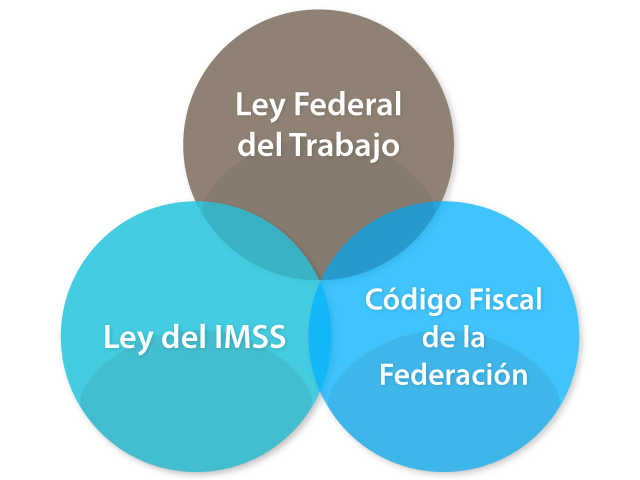 Ley Federal
del Trabajo
Ley del IMSS
Código Fiscal
de la
Federación